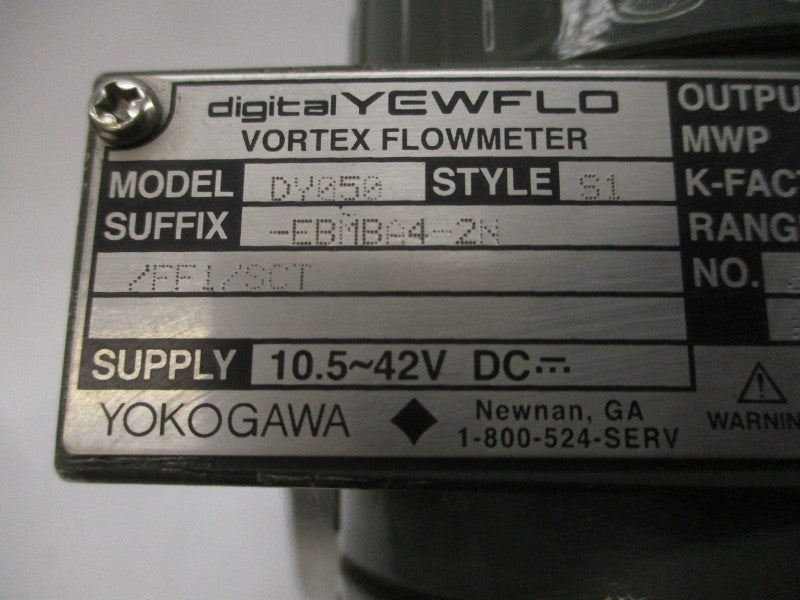 digitalYEWFLO
VORTEX FLOWMETER
MODEL DY050 STYLE S1
SUFFIX -EBMBA4-2N
/FF1/SCT
SUPPLY 10.5~42V DC
YOKOGAWA ◆ Newnan, GA
1-800-524-SERV
OUTPU
MWP
K-FACT
RANG
NO.
WARNIN